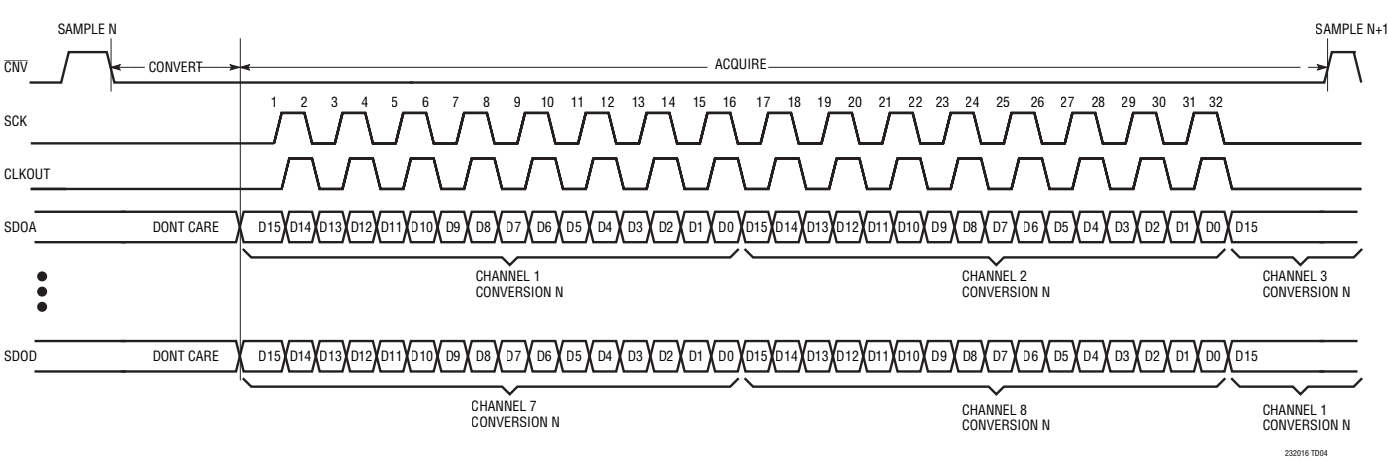 SAMPLE N SAMPLE N+1
CNV CONVERT ACQUIRE
1 2 3 4 5 6 7 8 9 10 11 12 13 14 15 16 17 18 19 20 21 22 23 24 25 26 27 28 29 30 31 32
SCK
CLKOUT
SDOA DONT CARE D15 D14 D13 D12 D11 D10 D9 D8 D7 D6 D5 D4 D3 D2 D1 D0 D15 D14 D13 D12 D11 D10 D9 D8 D7 D6 D5 D4 D3 D2 D1 D0 D15
CHANNEL 1 CHANNEL 2 CHANNEL 3
CONVERSION N CONVERSION N CONVERSION N
SDOD DONT CARE D15 D14 D13 D12 D11 D10 D9 D8 D7 D6 D5 D4 D3 D2 D1 D0 D15 D14 D13 D12 D11 D10 D9 D8 D7 D6 D5 D4 D3 D2 D1 D0 D15
CHANNEL 7 CHANNEL 8 CHANNEL 1
CONVERSION N CONVERSION N CONVERSION N
232016 TD04